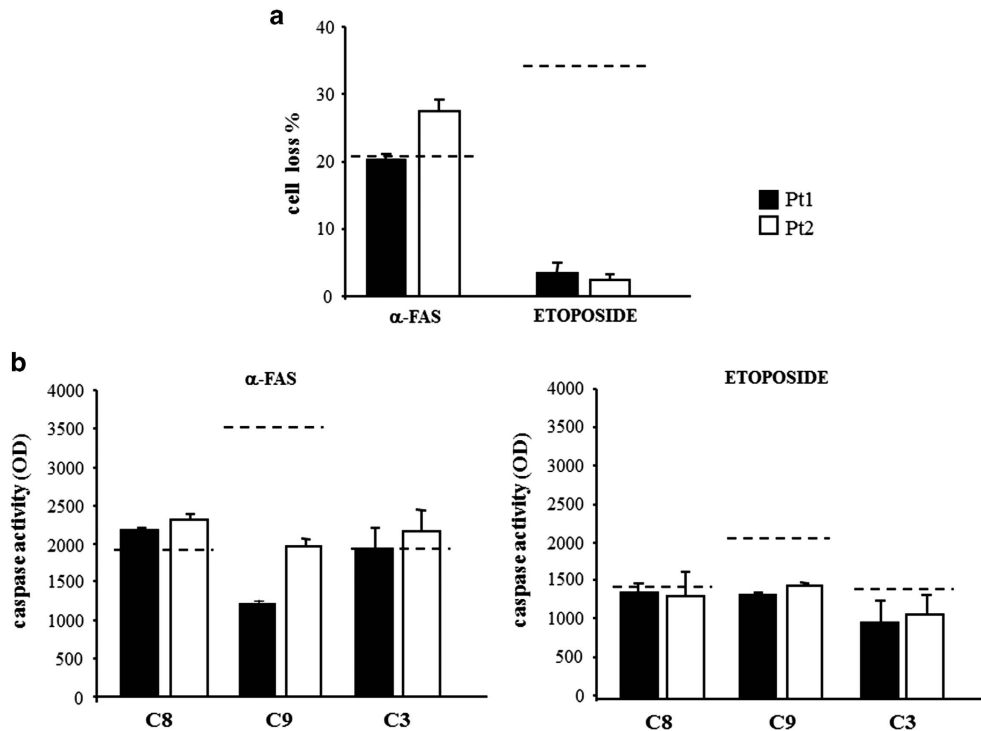 a
40
30
20
10
0
cell loss %
α-FAS
ETOPOSIDE
Pt1
Pt2
b
α-FAS
4000
3500
3000
2500
2000
1500
1000
500
0
caspase activity (OD)
C8
C9
C3
ETOPOSIDE
4000
3500
3000
2500
2000
1500
1000
500
0
caspase activity (OD)
C8
C9
C3